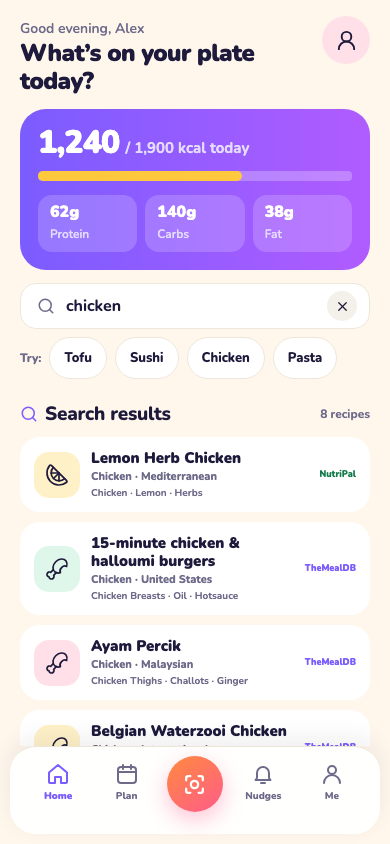 Good evening, Alex
What's on your plate
today?
1,240 / 1,900 kcal today
62g
Protein
140g
Carbs
38g
Fat
chicken
Try:
Tofu
Sushi
Chicken
Pasta
Search results
8 recipes
Lemon Herb Chicken
Chicken · Mediterranean
Chicken · Lemon · Herbs
NutriPal
15-minute chicken &
halloumi burgers
Chicken · United States
Chicken Breasts · Oil · Hotsauce
TheMealDB
Ayam Percik
Chicken · Malaysian
Chicken Thighs · Challots · Ginger
TheMealDB
Belgian Waterzooi Chicken
Home
Plan
Nudges
Me